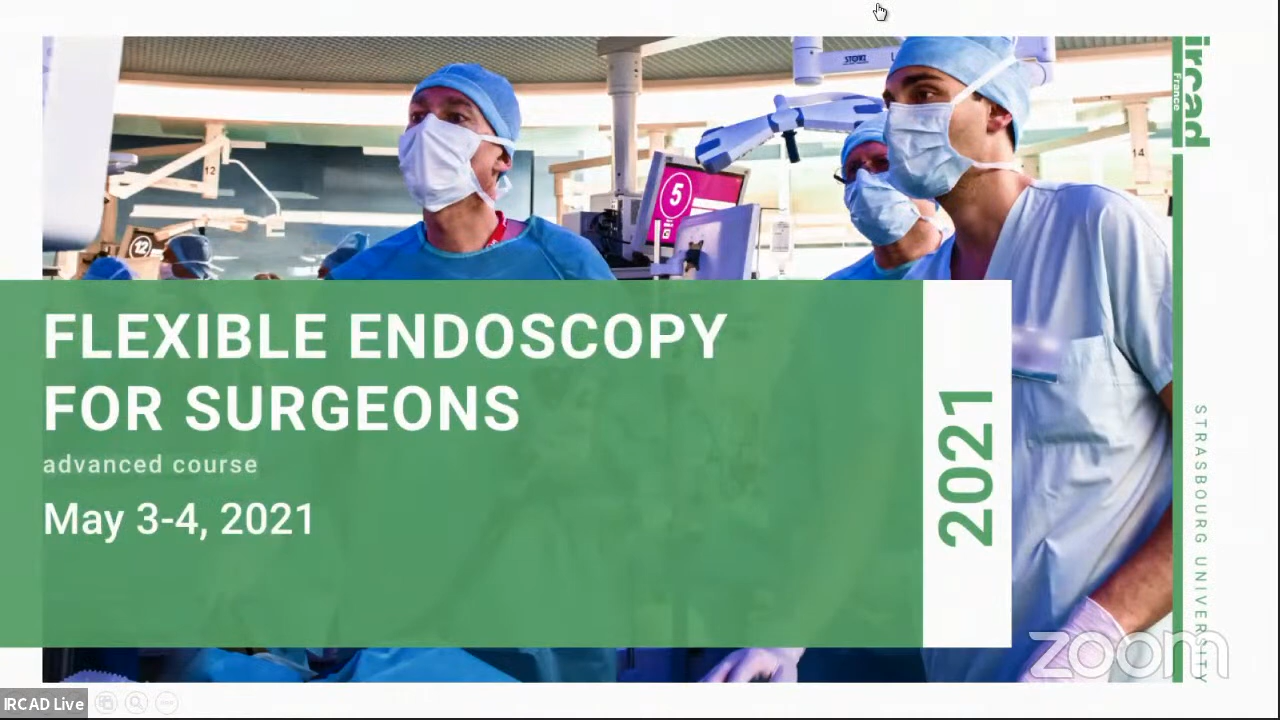 ircad
France
STORZ
12
14
5
12
FLEXIBLE ENDOSCOPY
FOR SURGEONS
advanced course
May 3-4, 2021
2021
STRASBOURG UNIVERSITY
zoom
IRCAD Live